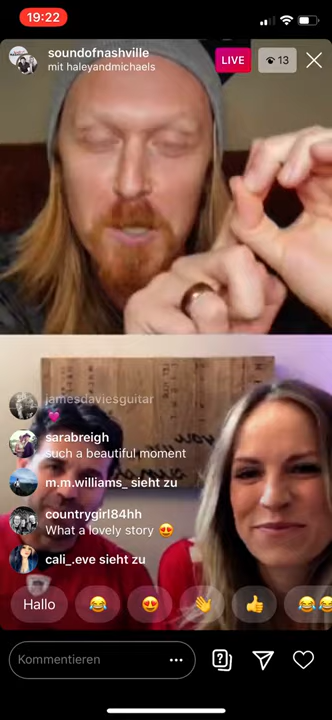 19:22
soundofnashville
mit haleyandmichaels
LIVE
13
jamesdaviesguitar
sarabreigh
such a beautiful moment
m.m.williams_ sieht zu
countrygirl84hh
What a lovely story 😍
cali_.eve sieht zu
Hallo
Kommentieren